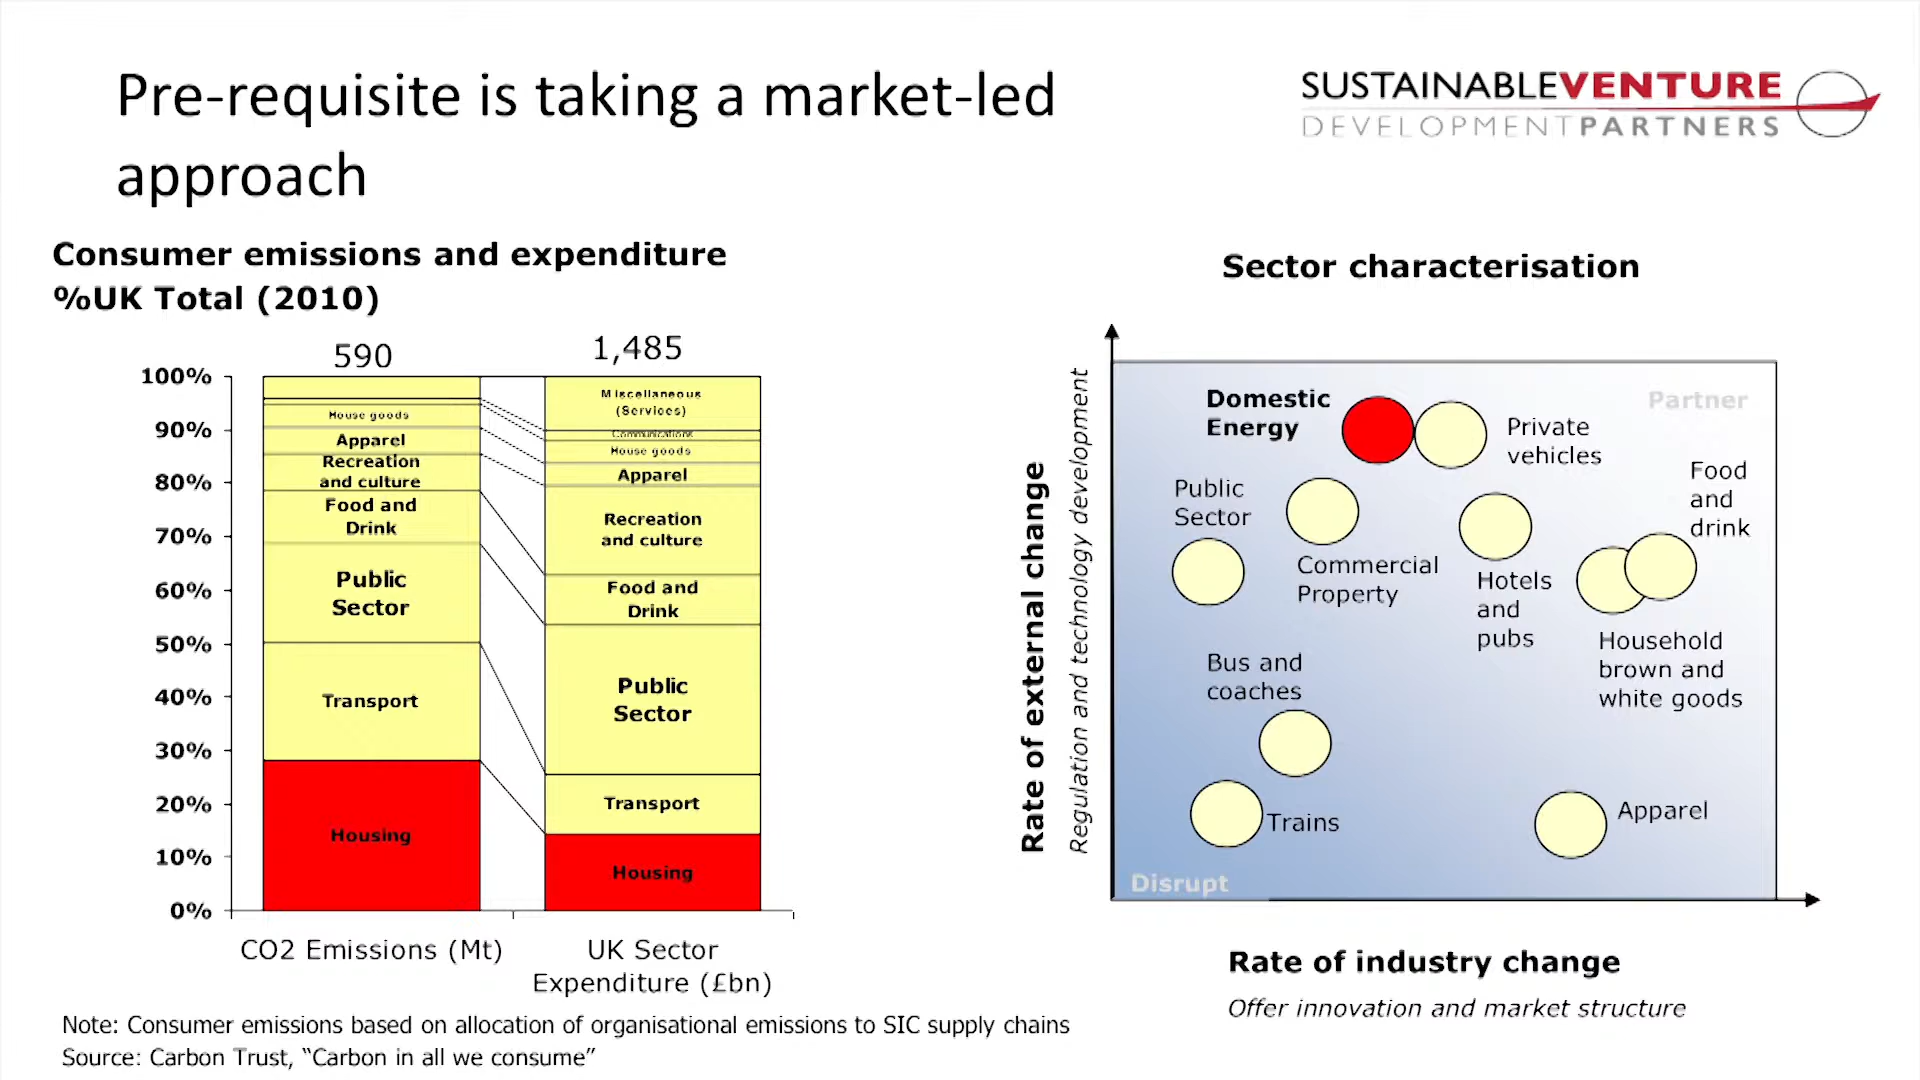 Pre-requisite is taking a market-led
approach
SUSTAINABLEVENTURE
DEVELOPMENTPARTNERS
Consumer emissions and expenditure
%UK Total (2010)
590
1,485
100%
90%
80%
70%
60%
50%
40%
30%
20%
10%
0%
House goods
Apparel
Recreation
and culture
Food and
Drink
Public
Sector
Transport
Housing
Miscellaneous
(Services)
Communications
House goods
Apparel
Recreation
and culture
Food and
Drink
Public
Sector
Transport
Housing
CO2 Emissions (Mt)
UK Sector
Expenditure (£bn)
Note: Consumer emissions based on allocation of organisational emissions to SIC supply chains
Source: Carbon Trust, “Carbon in all we consume”
Sector characterisation
Rate of external change
Regulation and technology development
Domestic
Energy
Partner
Private
vehicles
Food
and
drink
Public
Sector
Commercial
Property
Hotels
and
pubs
Household
brown and
white goods
Bus and
coaches
Trains
Apparel
Disrupt
Rate of industry change
Offer innovation and market structure